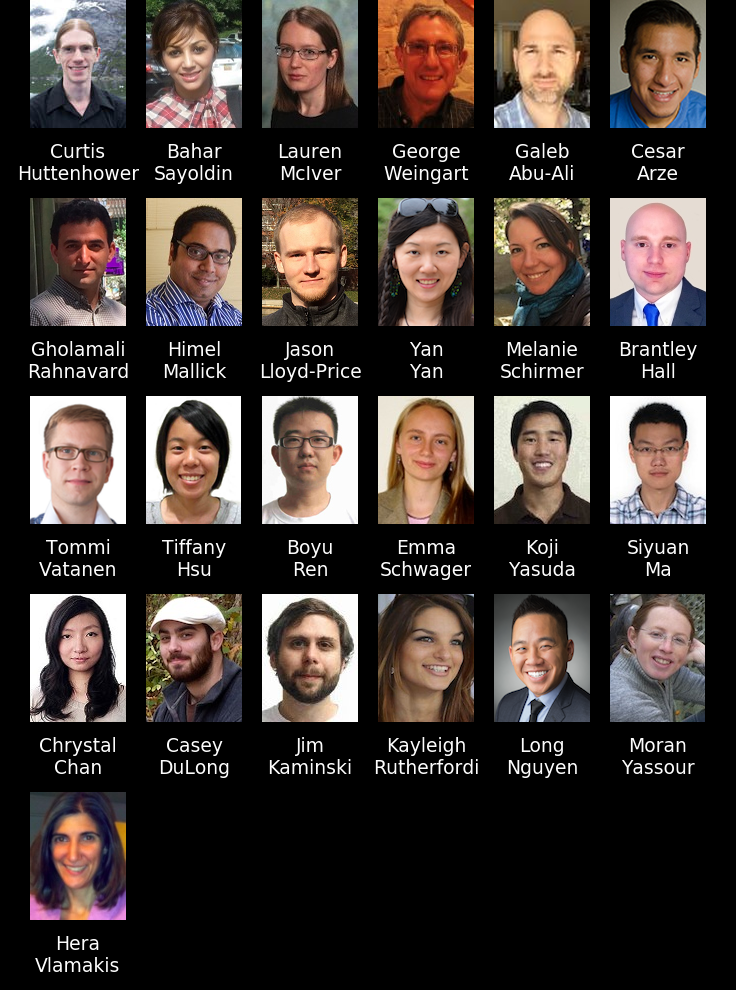 Curtis Bahar Lauren George Galeb Cesar
Huttenhower Sayoldin McIver Weingart Abu-Ali Arze
Gholamali Himel Jason Yan Melanie Brantley
Rahnavard Mallick Lloyd-Price Yan Schirmer Hall
Tommi Tiffany Boyu Emma Koji Siyuan
Vatanen Hsu Ren Schwager Yasuda Ma
Chrystal Casey Jim Kayleigh Long Moran
Chan DuLong Kaminski Rutherfordi Nguyen Yassour
Hera
Vlamakis